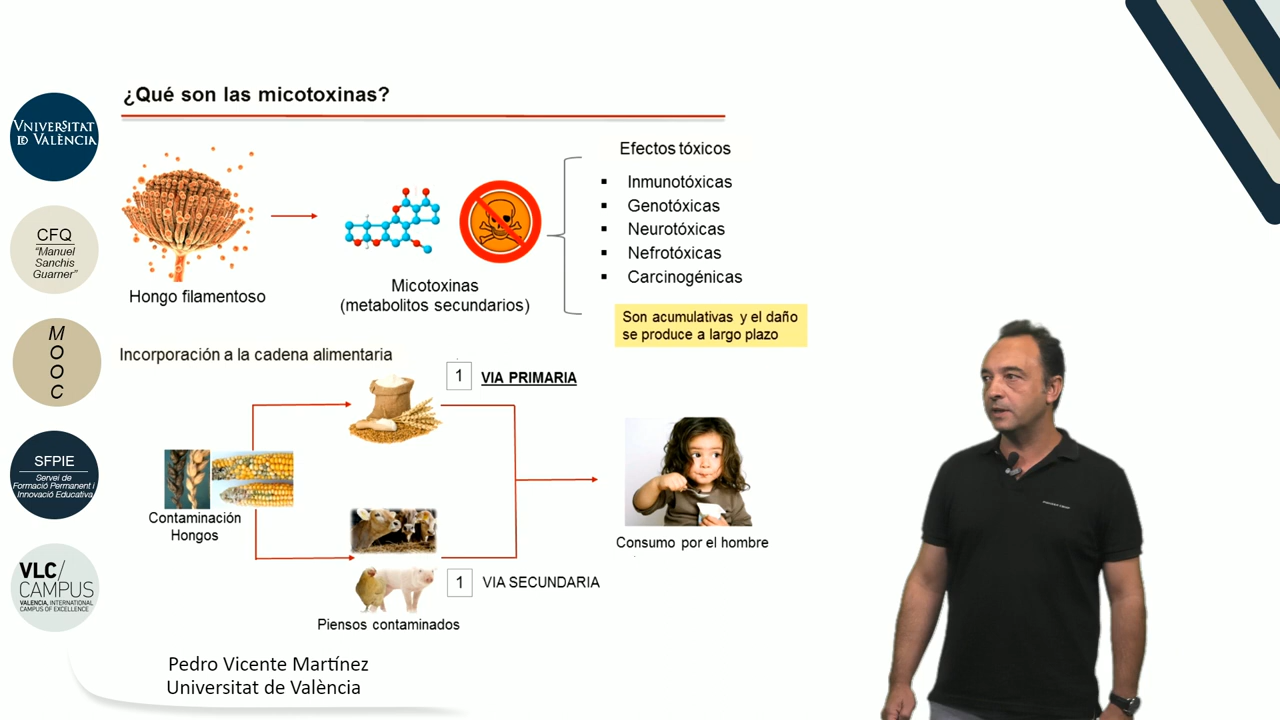 ¿Qué son las micotoxinas?
VNIVERSITAT
ID VALÈNCIA
CFQ
“Manuel
Sanchis
Guarner”
M
O
O
C
SFPIE
Servei de
Formació Permanent i
Innovació Educativa
VLC/
CAMPUS
VALENCIA, INTERNATIONAL
CAMPUS OF EXCELLENCE
Hongo filamentoso
Micotoxinas
(metabolitos secundarios)
Efectos tóxicos
▪ Inmunotóxicas
▪ Genotóxicas
▪ Neurotóxicas
▪ Nefrotóxicas
▪ Carcinogénicas
Son acumulativas y el daño
se produce a largo plazo
Incorporación a la cadena alimentaria
1 VIA PRIMARIA
Contaminación
Hongos
Consumo por el hombre
1 VIA SECUNDARIA
Piensos contaminados
Pedro Vicente Martínez
Universitat de València